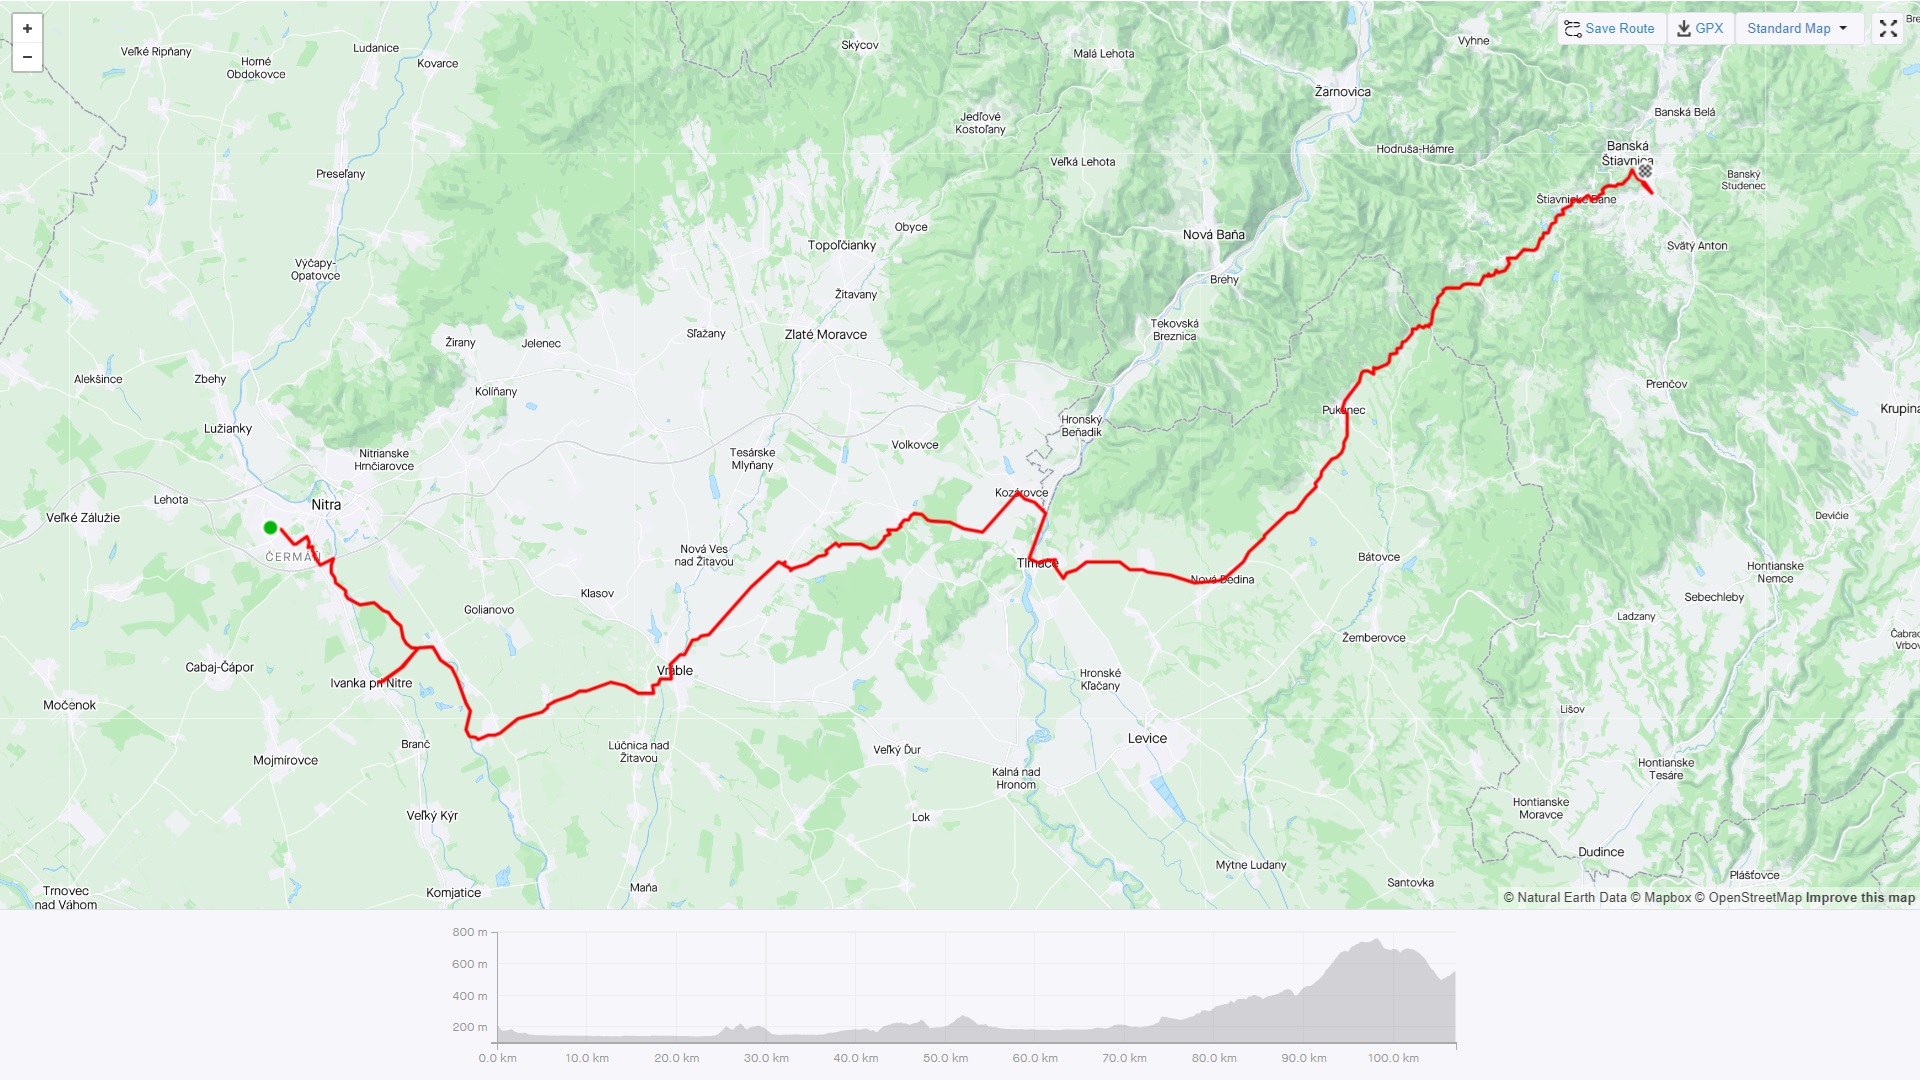 +
−
Save Route
GPX
Standard Map
Veľké Ripňany
Ludanice
Horné
Obdokovce
Kovarce
Skýcov
Malá Lehota
Vyhne
Žarnovica
Banská Belá
Jedľové
Kostoľany
Hodruša-Hámre
Banská
Štiavnica
Veľká Lehota
Preseľany
Banský
Studenec
Štiavnické Bane
Obyce
Nová Baňa
Topoľčianky
Svätý Anton
Výčapy-
Opatovce
Brehy
Žitavany
Tekovská
Breznica
Sľažany
Zlaté Moravce
Žirany
Jelenec
Alekšince
Zbehy
Prenčov
Kolíňany
Pukanec
Krupina
Lužianky
Hronský
Beňadik
Volkovce
Nitrianske
Hrnčiarovce
Tesárske
Mlyňany
Kozárovce
Lehota
Nitra
Veľké Zálužie
Devičie
ČERMÁŇ
Nová Ves
nad Žitavou
Tlmače
Bátovce
Hontianske
Nemce
Nová Dedina
Klasov
Sebechleby
Golianovo
Ladzany
Žemberovce
Čabrad
Vrbov
Cabaj-Čápor
Vráble
Ivanka pri Nitre
Hronské
Kľačany
Močenok
Lišov
Levice
Branč
Lúčnica nad
Žitavou
Veľký Ďur
Mojmírovce
Hontianske
Tesáre
Kalná nad
Hronom
Hontianske
Moravce
Veľký Kýr
Lok
Dudince
Mýtne Ludany
Plášťovce
Santovka
Trnovec
nad Váhom
Komjatice
Maňa
© Natural Earth Data © Mapbox © OpenStreetMap Improve this map
800 m
600 m
400 m
200 m
0.0 km
10.0 km
20.0 km
30.0 km
40.0 km
50.0 km
60.0 km
70.0 km
80.0 km
90.0 km
100.0 km